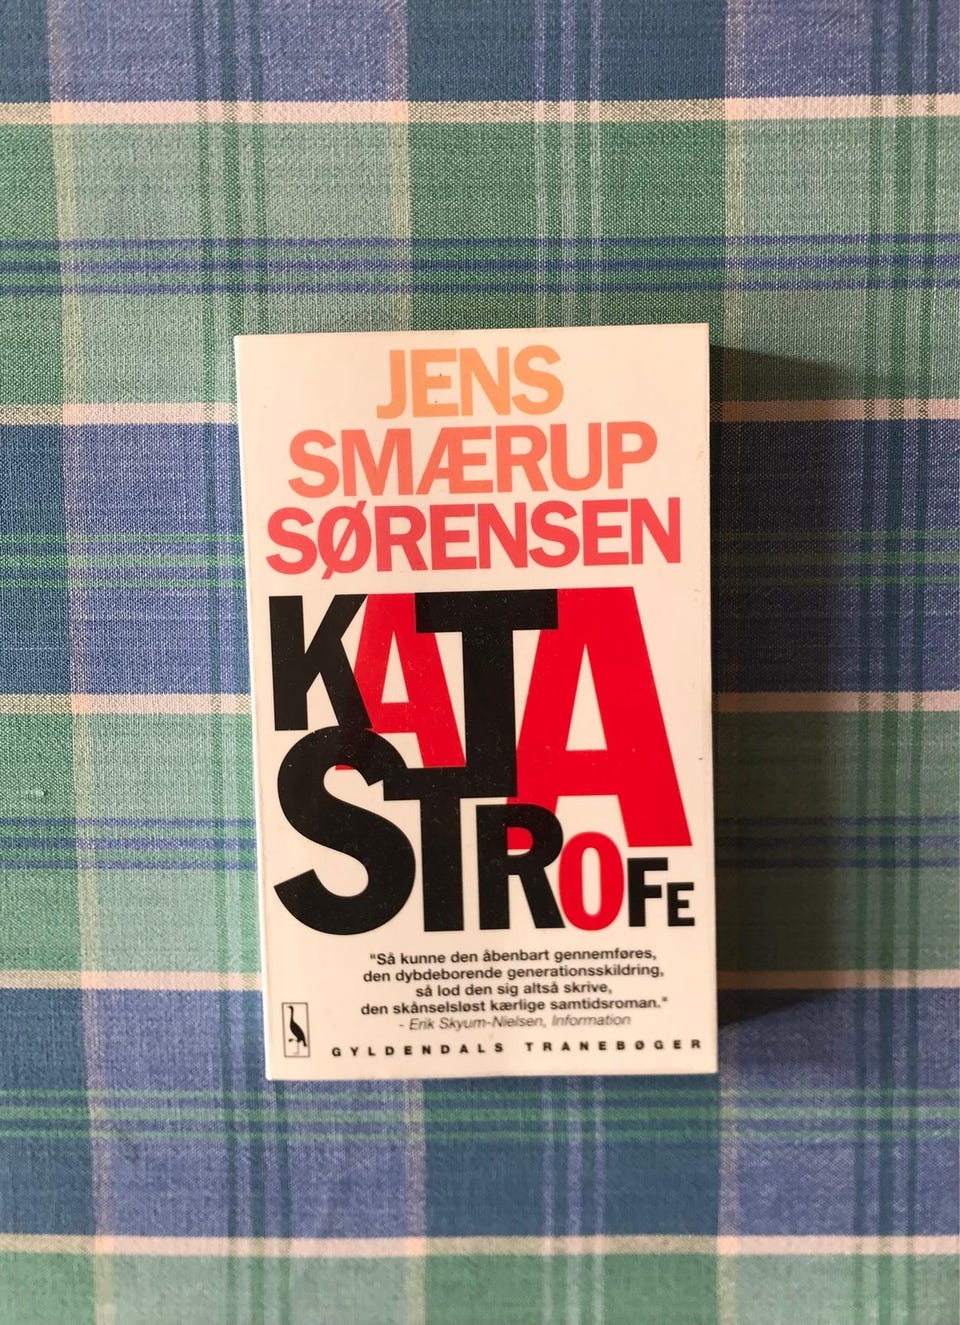 JENS
SMÆRUP
SØRENSEN
KATA
STROFE
"Så kunne den åbenbart gennemføres,
den dybdeborende generationsskildring,
så lod den sig altså skrive,
den skånselsløst kærlige samtidsroman."
- Erik Skyum-Nielsen, Information
GYLDENDALS TRANEBØGER